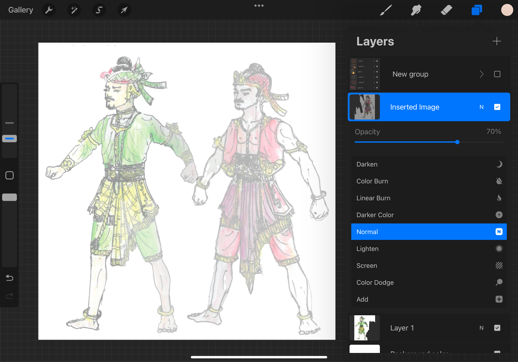 Gallery
Layers
New group
Inserted Image N
Opacity 70%
Darken
Color Burn
Linear Burn
Darker Color
Normal N
Lighten
Screen
Color Dodge
Add
Layer 1 N